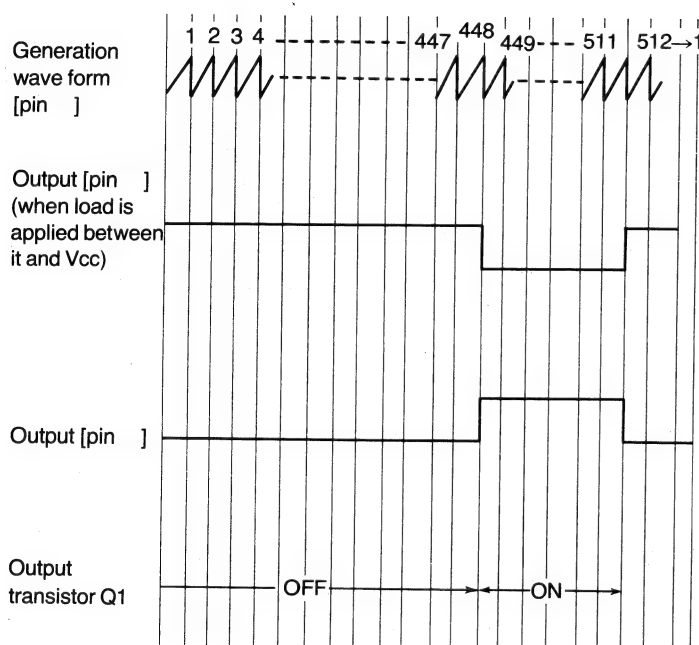 1 2 3 4 - - - - - - - - - - - 447 448 449 - - - - 511 512→1
Generation
wave form
[pin ]
Output [pin ]
(when load is
applied between
it and Vcc)
Output [pin ]
Output
transistor Q1
OFF
ON